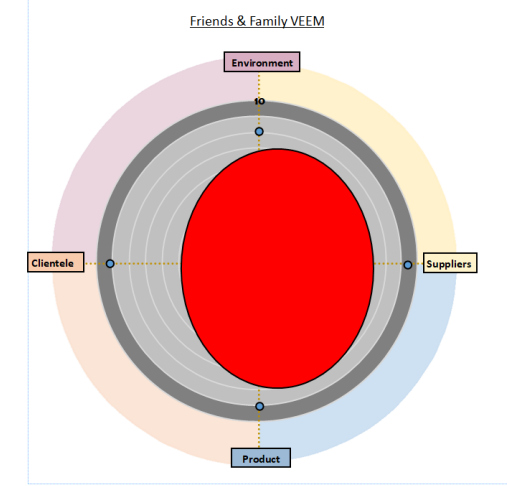 Friends & Family VEEM
Environment
10
Clientele
Suppliers
Product